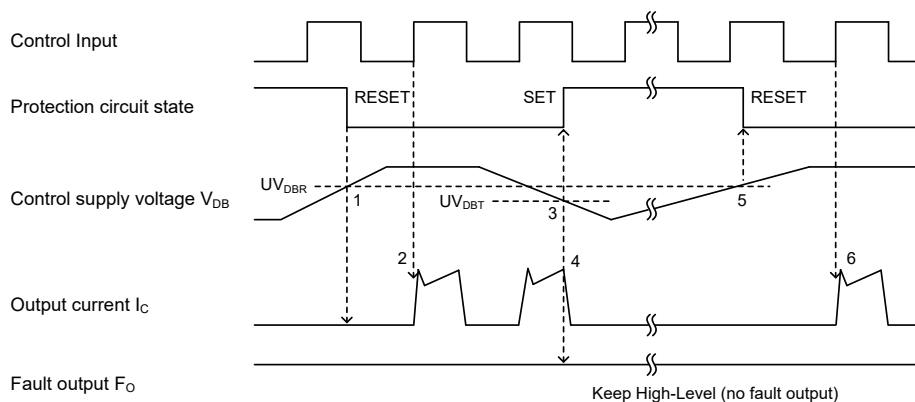 Control Input
Protection circuit state
RESET
SET
RESET
Control supply voltage V_DB
UV_DBR
UV_DBT
1
3
5
Output current I_C
2
4
6
Fault output F_O
Keep High-Level (no fault output)